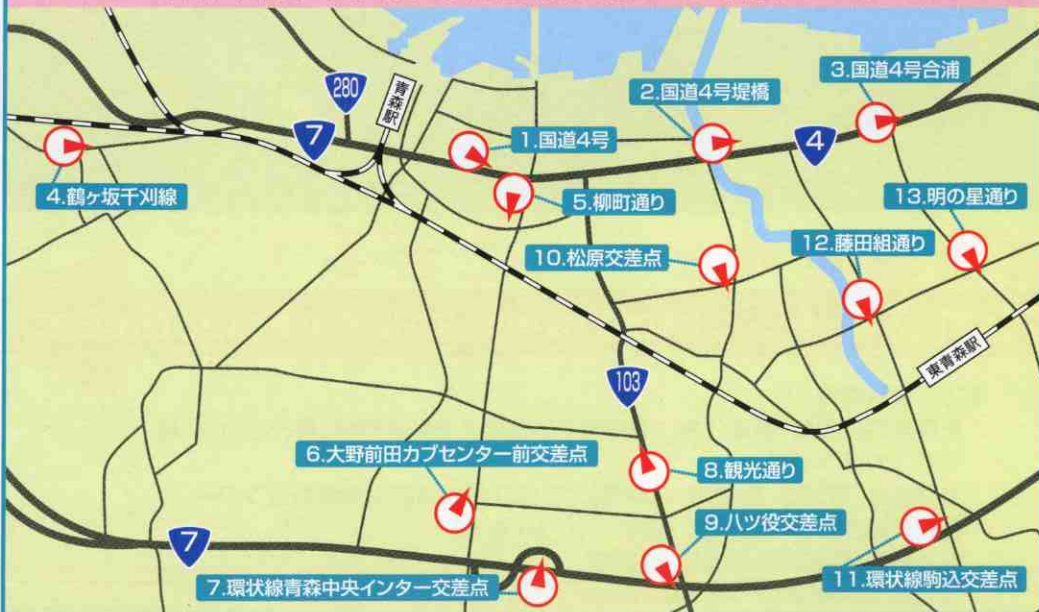 3.国道4号合浦
280
青森駅
2.国道4号堤橋
7
1.国道4号
4
4.鶴ヶ坂千刈線
5.柳町通り
13.明の星通り
10.松原交差点
12.藤田組通り
東青森駅
103
6.大野前田カブセンター前交差点
8.観光通り
9.八ツ役交差点
7
7.環状線青森中央インター交差点
11.環状線駒込交差点